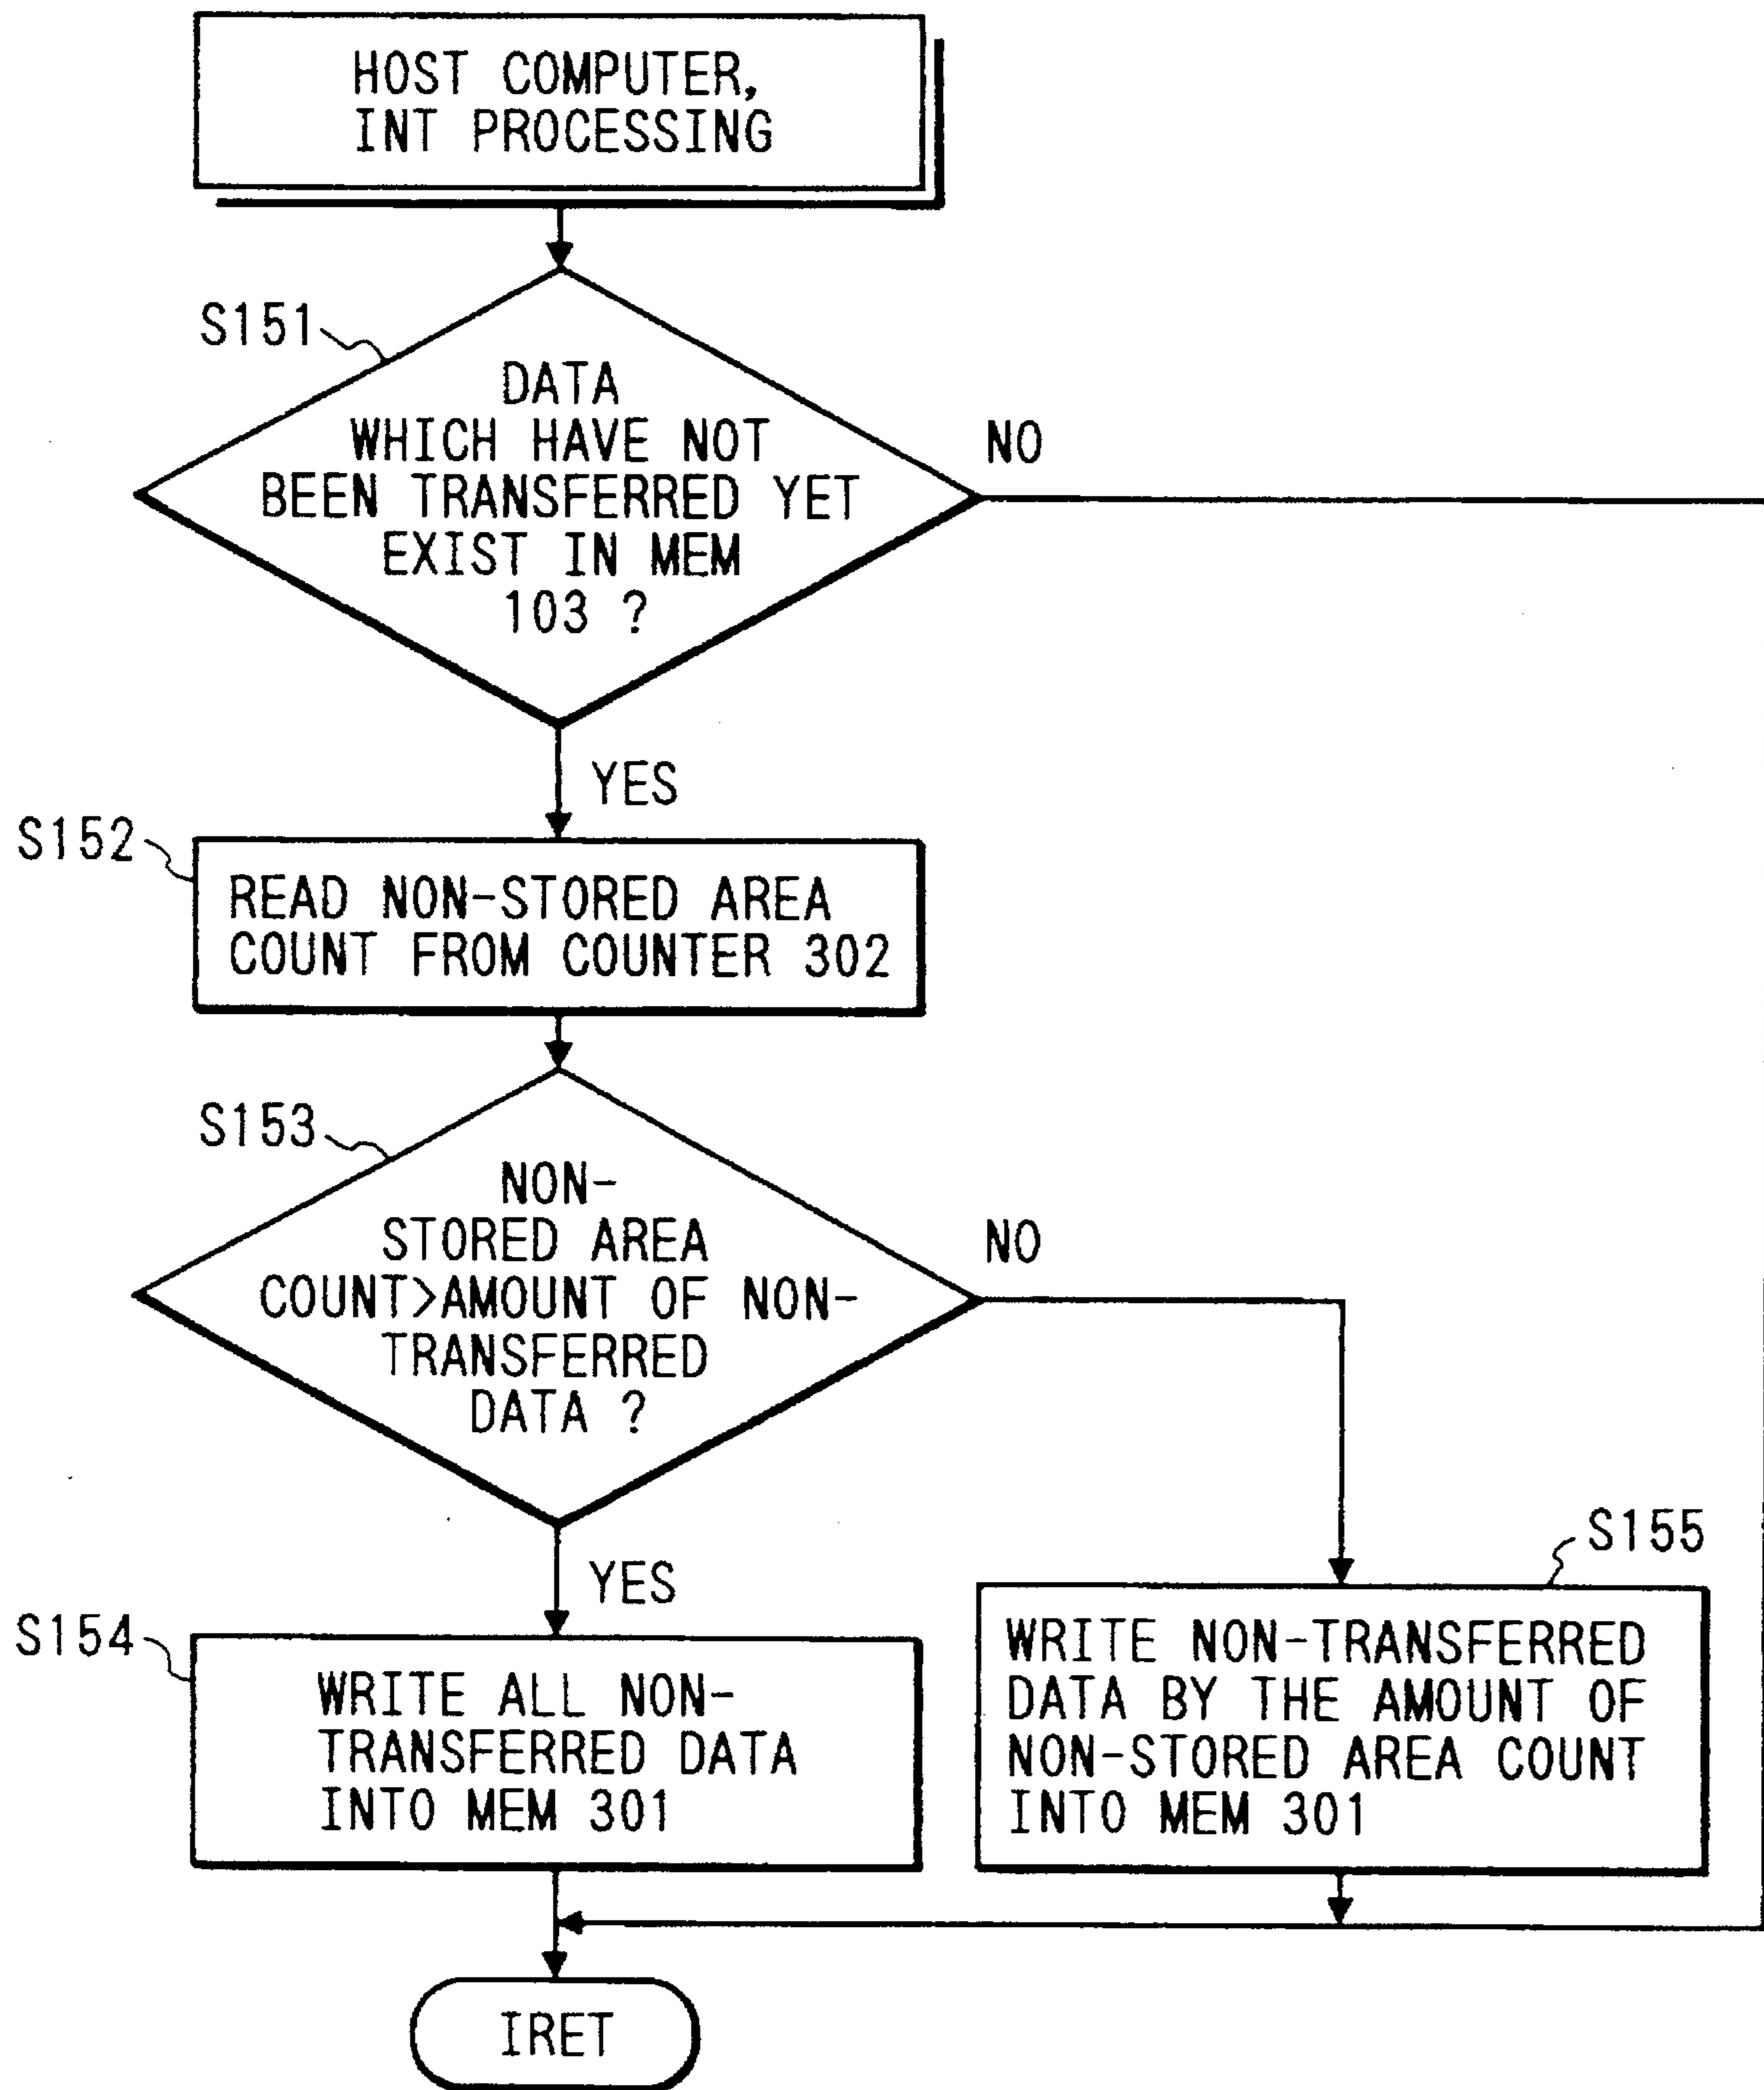 HOST COMPUTER,
INT PROCESSING
S151
DATA
WHICH HAVE NOT
BEEN TRANSFERRED YET
EXIST IN MEM
103 ?
NO
YES
S152
READ NON-STORED AREA
COUNT FROM COUNTER 302
S153
NON-
STORED AREA
COUNT>AMOUNT OF NON-
TRANSFERRED
DATA ?
NO
YES
S154
WRITE ALL NON-
TRANSFERRED DATA
INTO MEM 301
S155
WRITE NON-TRANSFERRED
DATA BY THE AMOUNT OF
NON-STORED AREA COUNT
INTO MEM 301
IRET